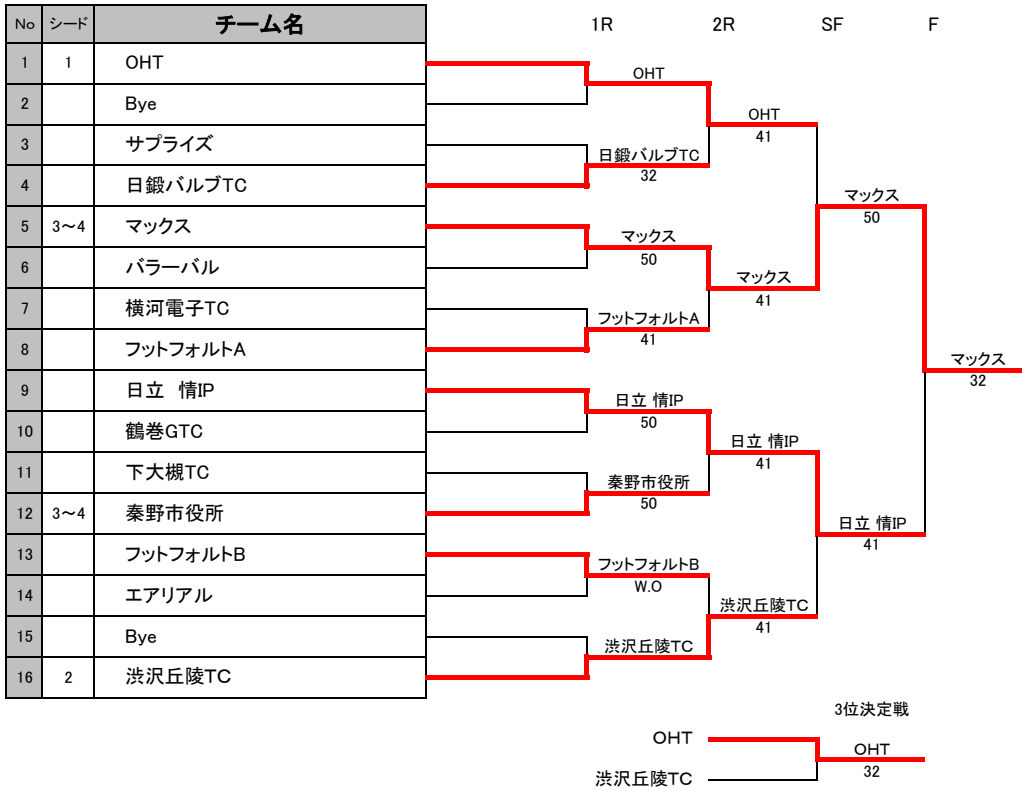 No シード チーム名 1R 2R SF F
1 1 OHT
2 Bye
3 サプライズ
4 日鍛バルブTC
5 3～4 マックス
6 バラーバル
7 横河電子TC
8 フットフォルトA
9 日立　情IP
10 鶴巻GTC
11 下大槻TC
12 3～4 秦野市役所
13 フットフォルトB
14 エアリアル
15 Bye
16 2 渋沢丘陵TC
OHT
日鍛バルブTC
32
マックス
50
フットフォルトA
41
日立 情IP
50
秦野市役所
50
フットフォルトB
W.O
渋沢丘陵TC
OHT
41
マックス
41
日立 情IP
41
渋沢丘陵TC
41
マックス
50
日立 情IP
41
マックス
32
3位決定戦
OHT
渋沢丘陵TC
OHT
32